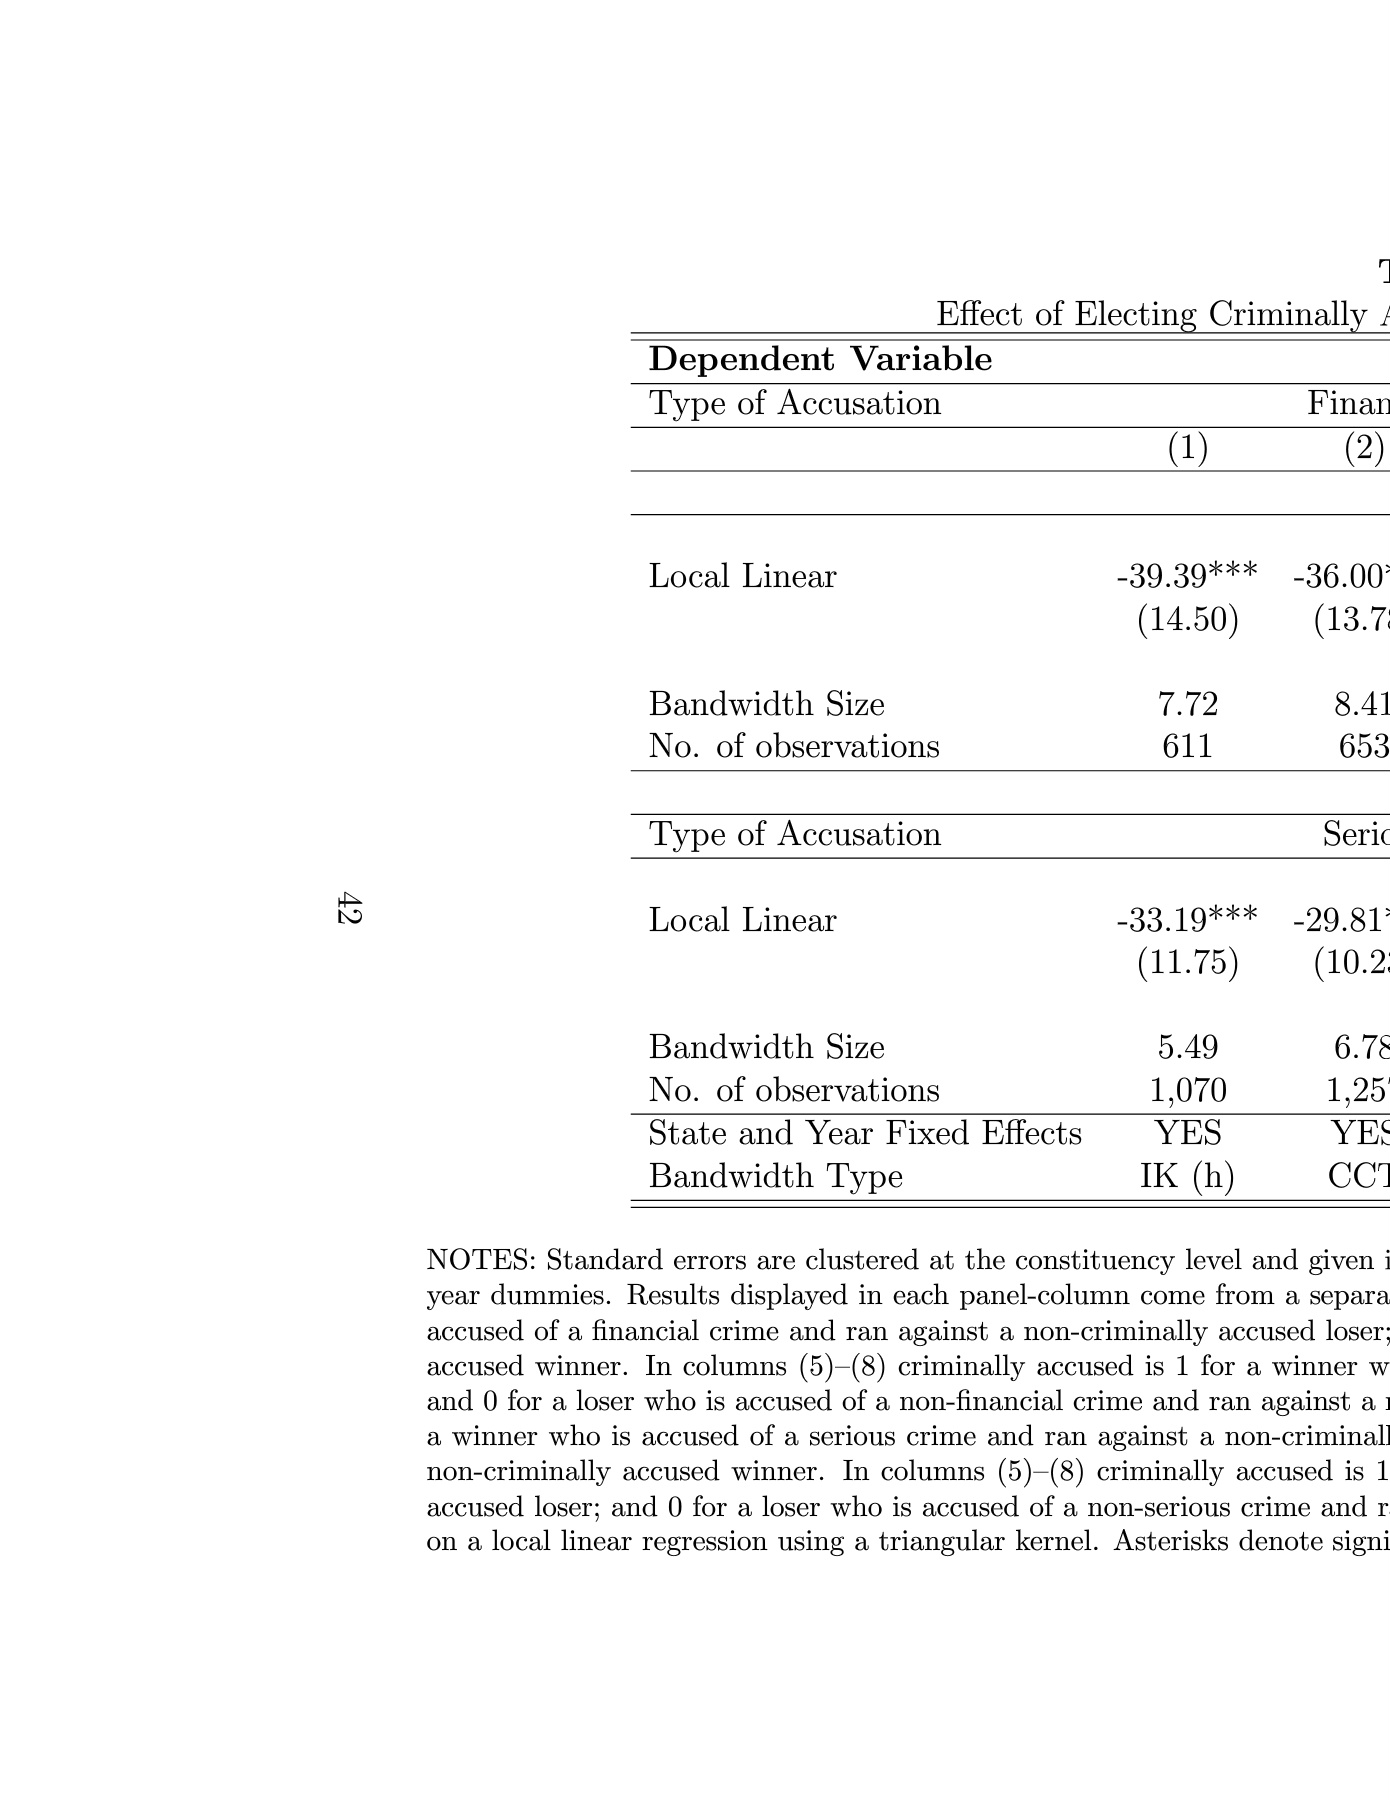 T
Effect of Electing Criminally A
Dependent Variable
Type of Accusation Finan
(1) (2)
Local Linear -39.39*** -36.00*
(14.50) (13.78
Bandwidth Size 7.72 8.41
No. of observations 611 653
Type of Accusation Serio
Local Linear -33.19*** -29.81*
(11.75) (10.23
Bandwidth Size 5.49 6.78
No. of observations 1,070 1,257
State and Year Fixed Effects YES YES
Bandwidth Type IK (h) CCT
42
NOTES: Standard errors are clustered at the constituency level and given i
year dummies. Results displayed in each panel-column come from a separa
accused of a financial crime and ran against a non-criminally accused loser;
accused winner. In columns (5)–(8) criminally accused is 1 for a winner w
and 0 for a loser who is accused of a non-financial crime and ran against a n
a winner who is accused of a serious crime and ran against a non-criminall
non-criminally accused winner. In columns (5)–(8) criminally accused is 1
accused loser; and 0 for a loser who is accused of a non-serious crime and ra
on a local linear regression using a triangular kernel. Asterisks denote signi